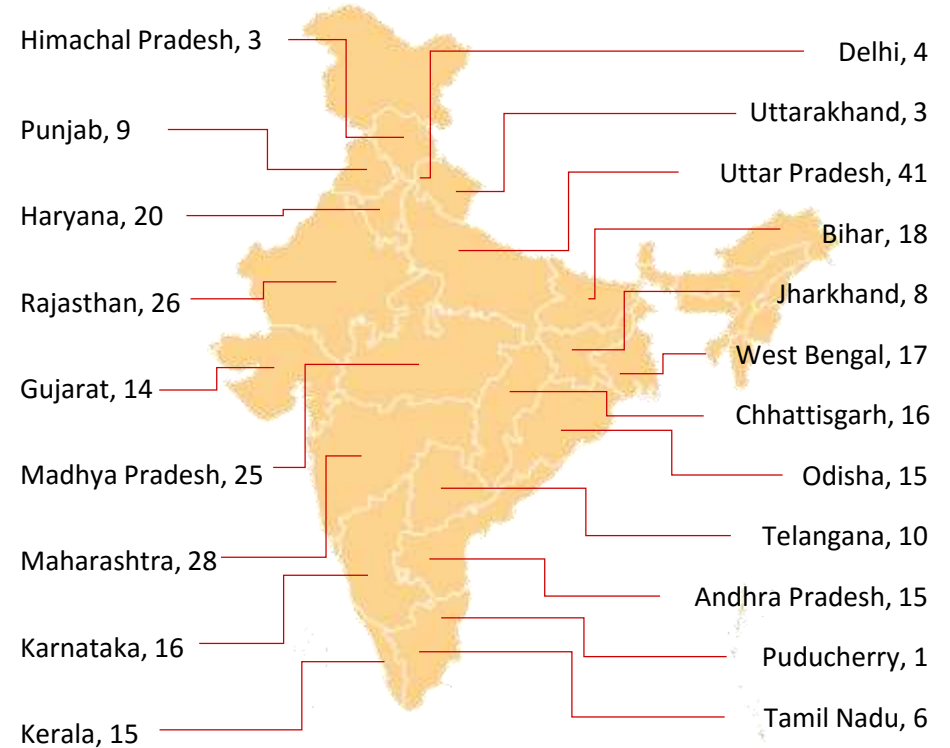 Himachal Pradesh, 3
Punjab, 9
Haryana, 20
Rajasthan, 26
Gujarat, 14
Madhya Pradesh, 25
Maharashtra, 28
Karnataka, 16
Kerala, 15
Delhi, 4
Uttarakhand, 3
Uttar Pradesh, 41
Bihar, 18
Jharkhand, 8
West Bengal, 17
Chhattisgarh, 16
Odisha, 15
Telangana, 10
Andhra Pradesh, 15
Puducherry, 1
Tamil Nadu, 6